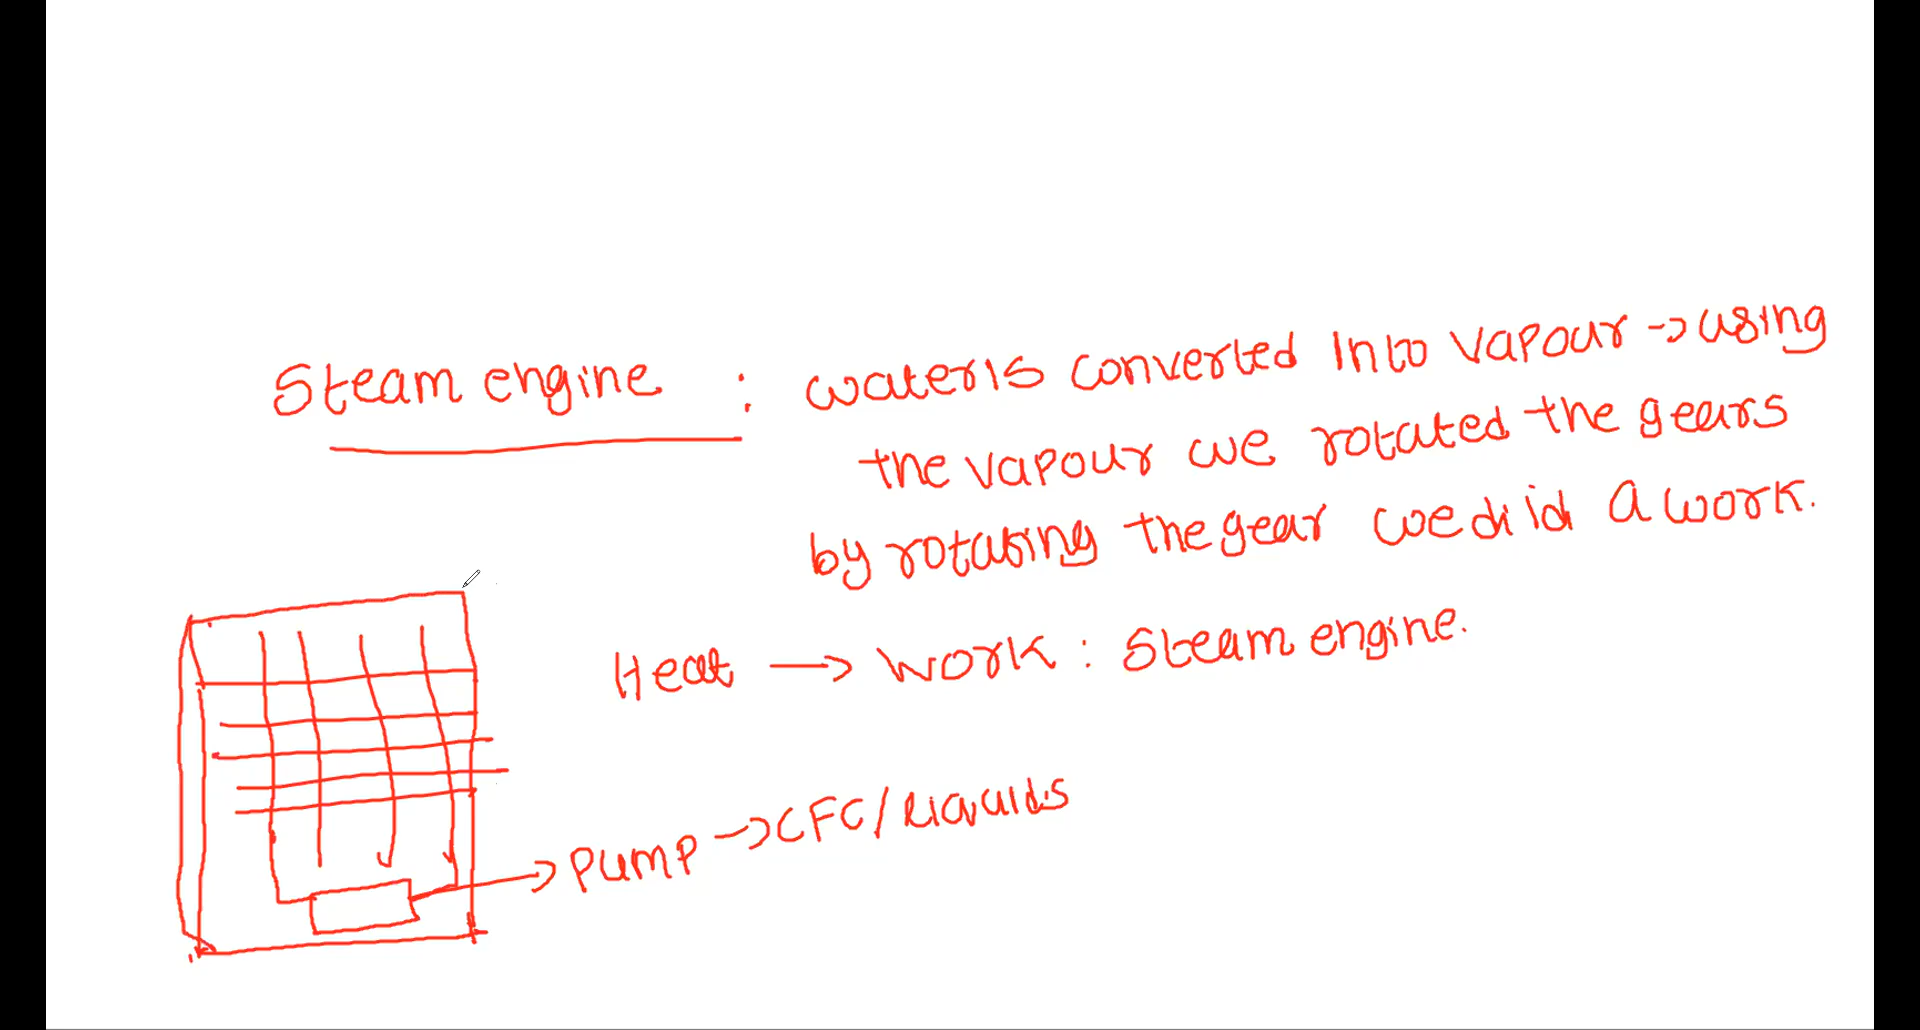 Steam engine : water is converted into vapour → using
the vapour we rotated the gears
by rotating the gear we did a work.
Heat → work : Steam engine.
Pump → CFC/Liquids